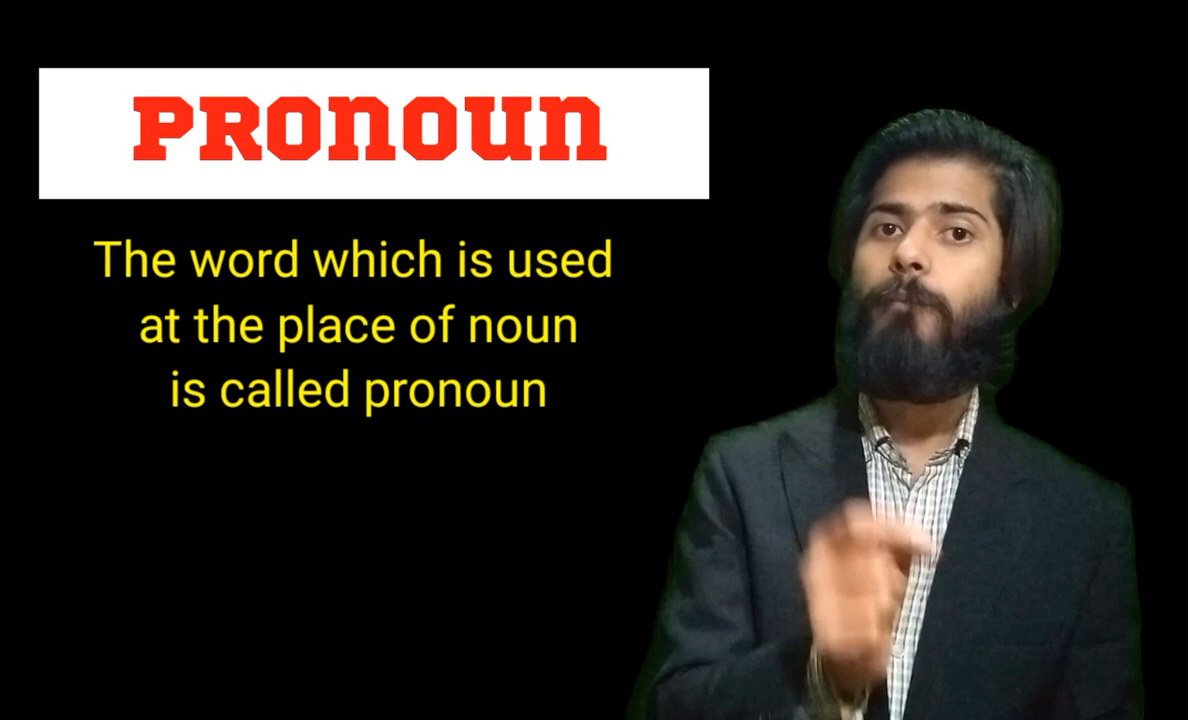 PRONOUN
The word which is used
at the place of noun
is called pronoun